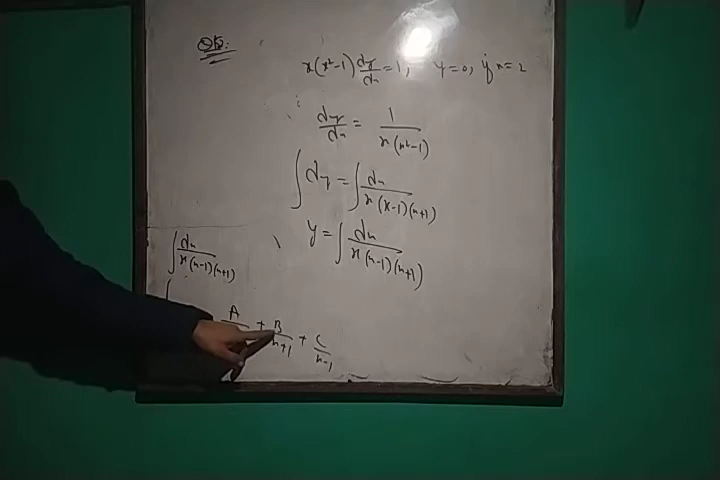 Q5:
x(x²-1) dy/dx = 1, y=0, if x=2
dy/dx = 1/x(x²-1)
∫dy = ∫dx/x(x-1)(x+1)
y = ∫dx/x(x-1)(x+1)
∫dx/x(x-1)(x+1)
∫
A + B/x+1 + C/x-1